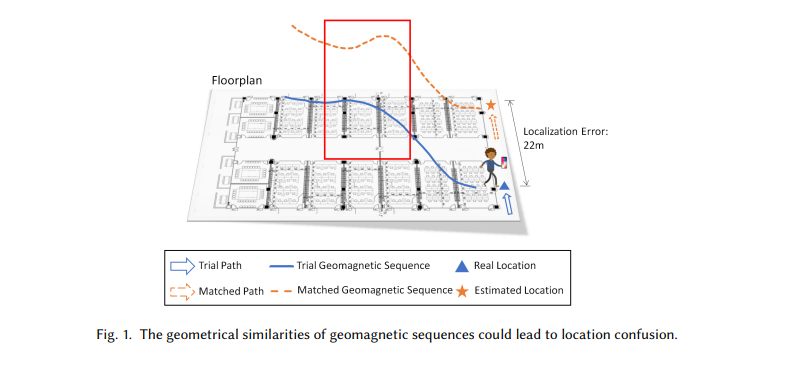 Floorplan
Localization Error:
22m
Trial Path
Trial Geomagnetic Sequence
Real Location
Matched Path
Matched Geomagnetic Sequence
Estimated Location
Fig. 1. The geometrical similarities of geomagnetic sequences could lead to location confusion.